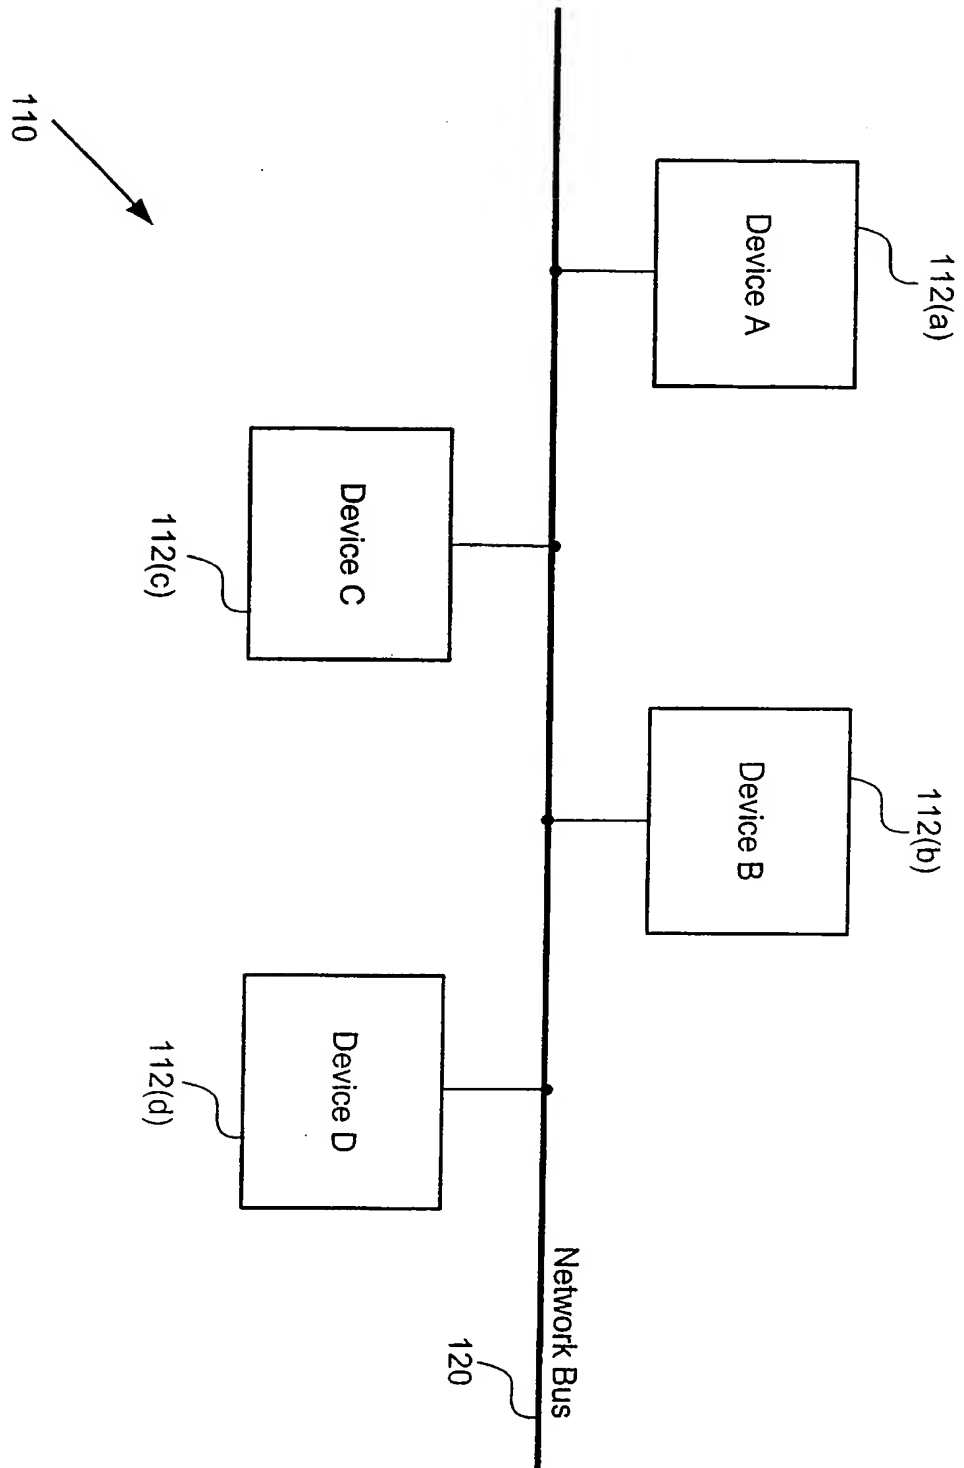 112(a)
112(b)
Device A
Device B
Network Bus
120
Device C
Device D
112(c)
112(d)
110